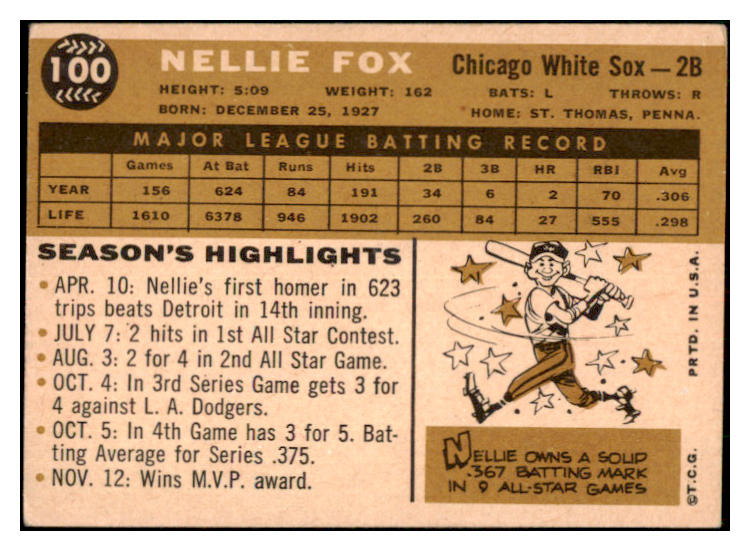 100
NELLIE FOX
Chicago White Sox — 2B
HEIGHT: 5:09 WEIGHT: 162 BATS: L THROWS: R
BORN: DECEMBER 25, 1927 HOME: ST. THOMAS, PENNA.
MAJOR LEAGUE BATTING RECORD
Games At Bat Runs Hits 2B 3B HR RBI Avg
YEAR 156 624 84 191 34 6 2 70 .306
LIFE 1610 6378 946 1902 260 84 27 555 .298
SEASON'S HIGHLIGHTS
• APR. 10: Nellie's first homer in 623
trips beats Detroit in 14th inning.
• JULY 7: 2 hits in 1st All Star Contest.
• AUG. 3: 2 for 4 in 2nd All Star Game.
• OCT. 4: In 3rd Series Game gets 3 for
4 against L. A. Dodgers.
• OCT. 5: In 4th Game has 3 for 5. Bat-
ting Average for Series .375.
• NOV. 12: Wins M.V.P. award.
NELLIE OWNS A SOLID
.367 BATTING MARK
IN 9 ALL-STAR GAMES
©T.C.G. PRTD. IN U.S.A.